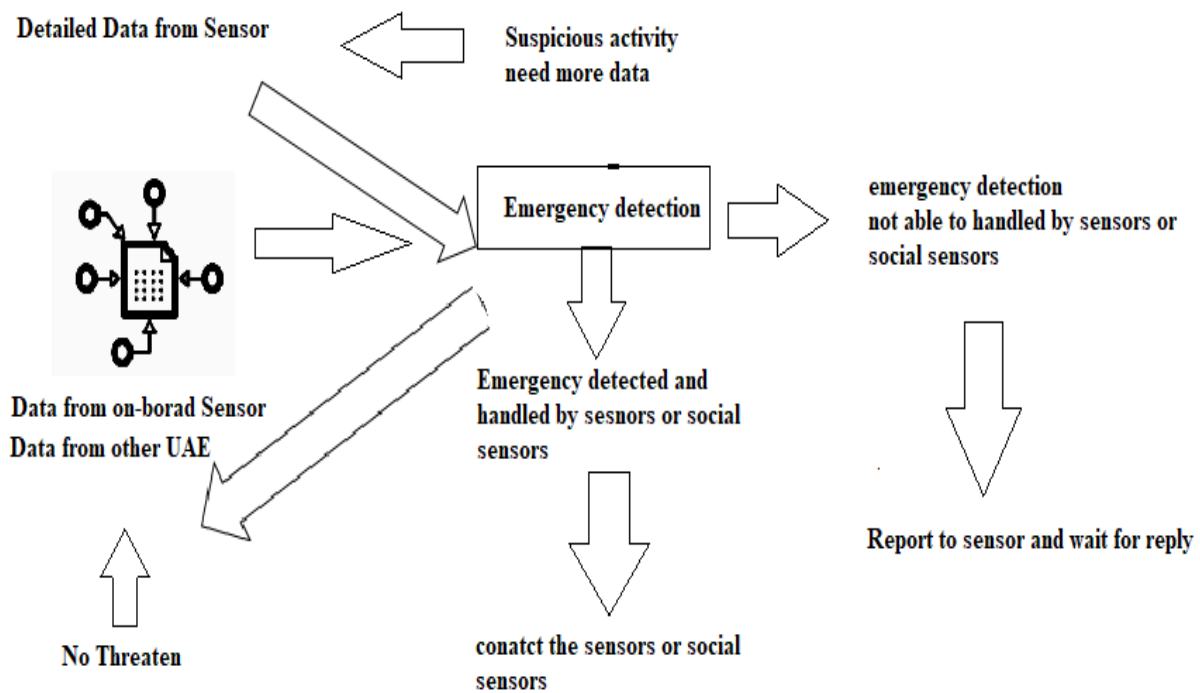 Detailed Data from Sensor
Suspicious activity
need more data
Emergency detection
emergency detection
not able to handled by sensors or
social sensors
Data from on-borad Sensor
Data from other UAE
Emergency detected and
handled by sesnors or social
sensors
Report to sensor and wait for reply
No Threaten
conatct the sensors or social
sensors